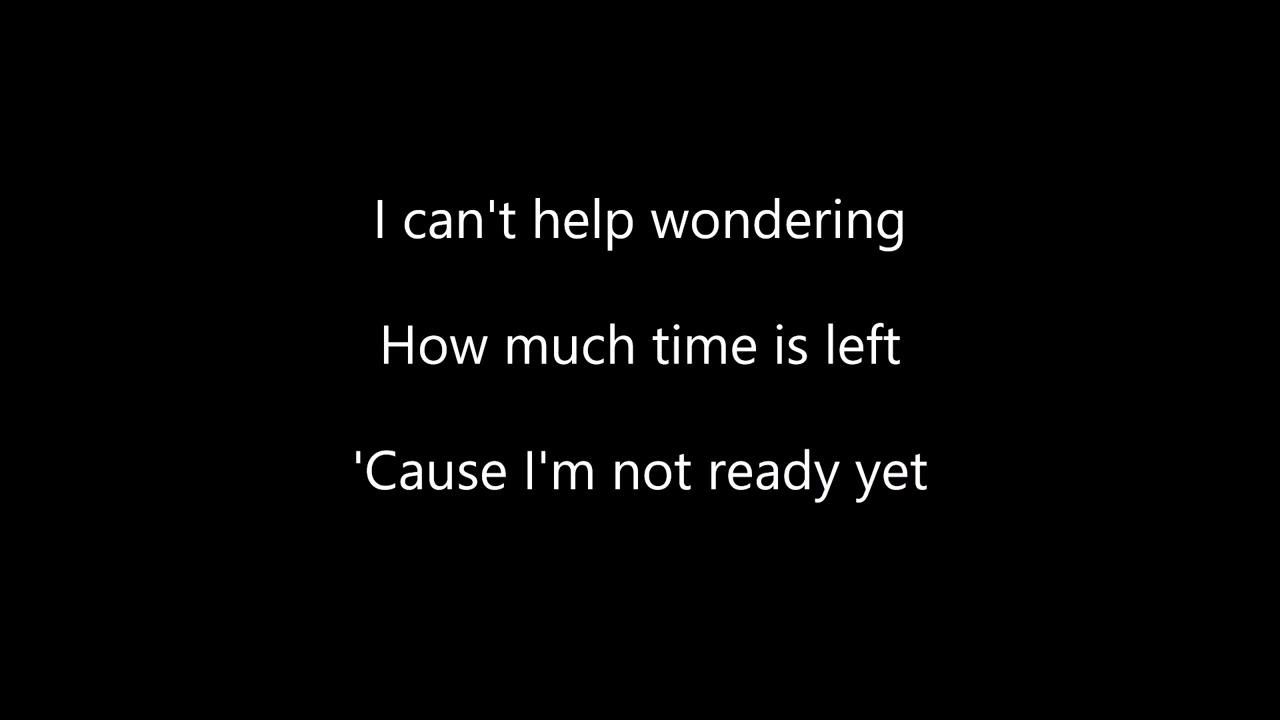 I can't help wondering
How much time is left
'Cause I'm not ready yet